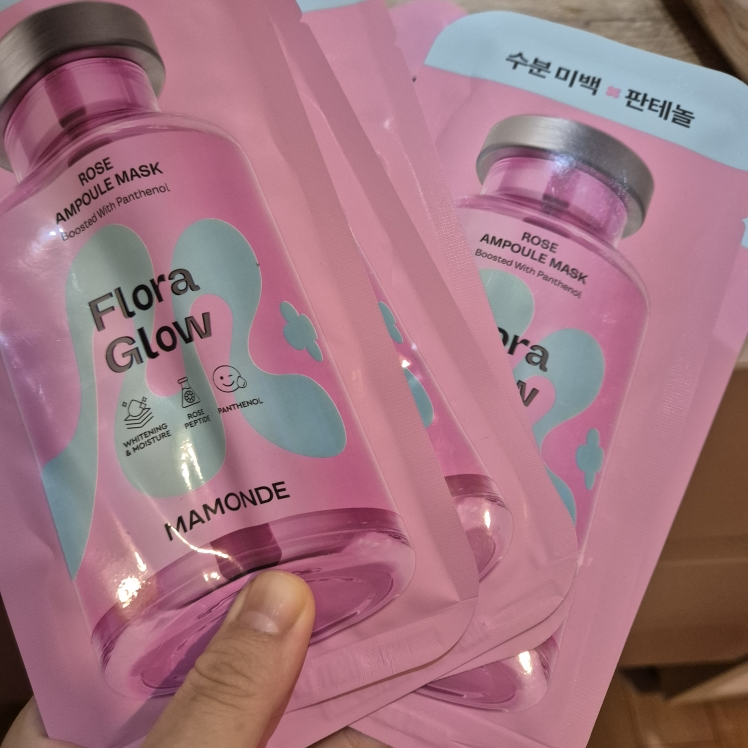 ROSE
AMPOULE MASK
Boosted With Panthenol
Flora
Glow
WHITENING
& MOISTURE
ROSE
PEPTIDE
PANTHENOL
MAMONDE
수분 미백 판테놀
ROSE
AMPOULE MASK
Boosted With Panthenol
ora
w